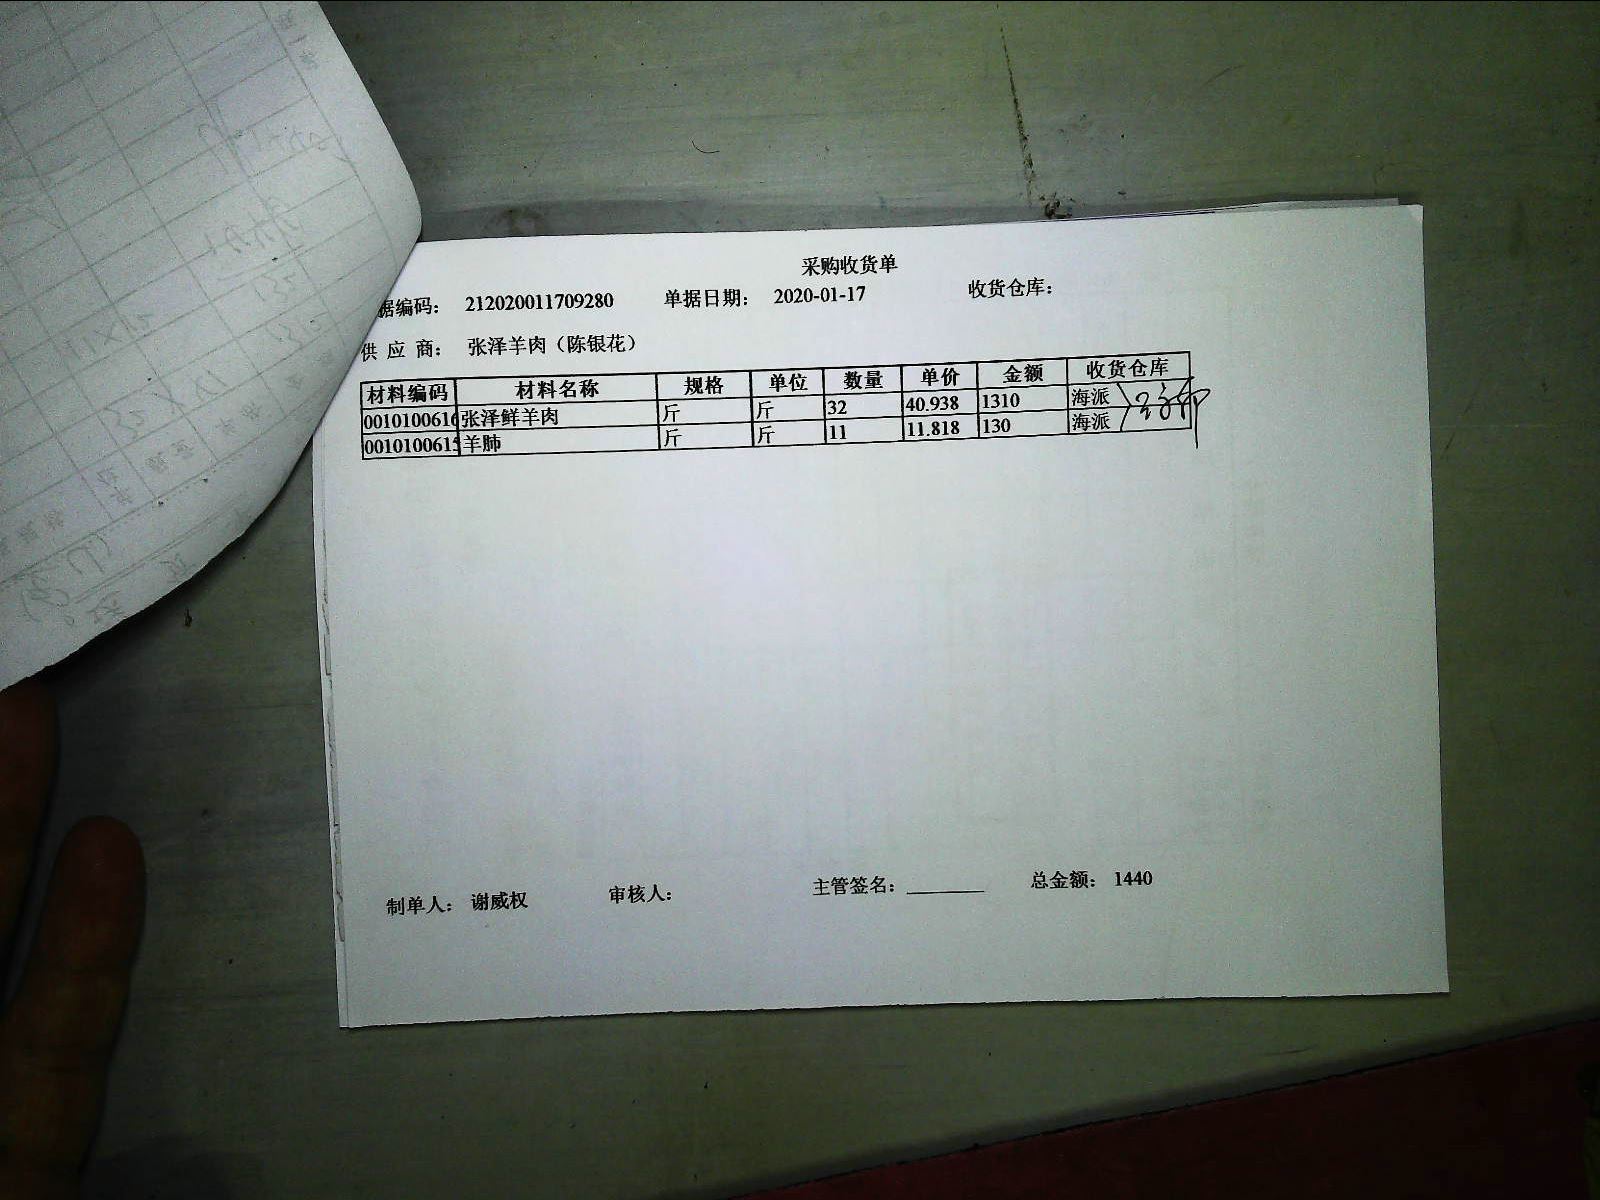 采购收货单
据编码： 212020011709280 单据日期： 2020-01-17 收货仓库：
供 应 商： 张泽羊肉（陈银花）
材料编码 材料名称 规格 单位 数量 单价 金额 收货仓库
0010100616 张泽鲜羊肉 斤 斤 32 40.938 1310 海派
001010061 羊肺 斤 斤 11 11.818 130 海派
制单人： 谢威权 审核人： 主管签名： 总金额： 1440